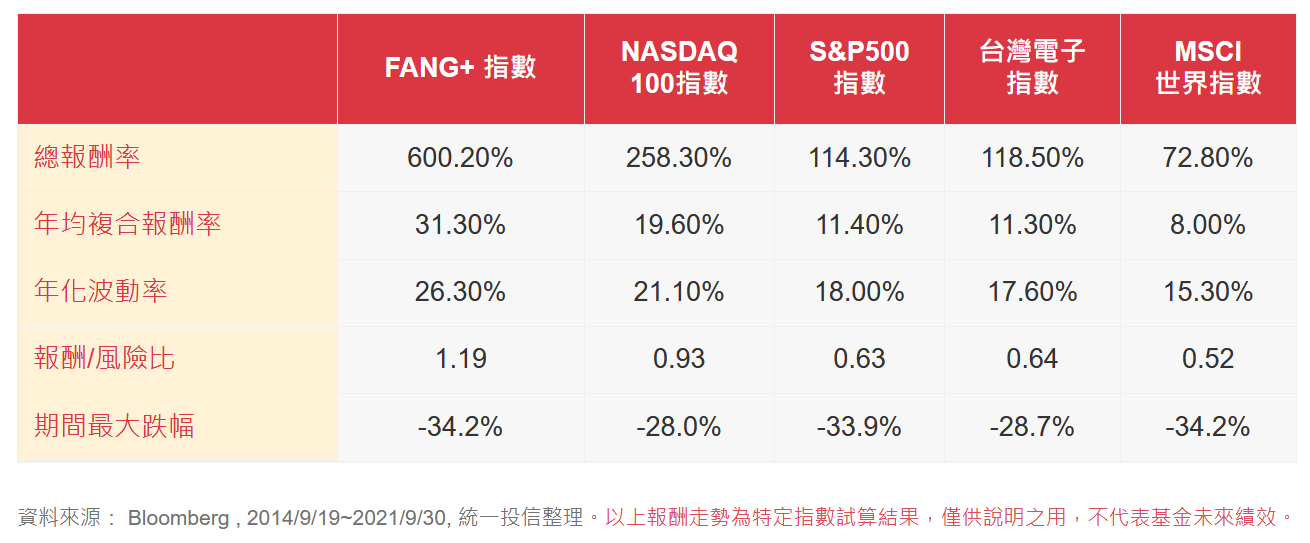 FANG+ 指數 NASDAQ 100指數 S&P500 指數 台灣電子 指數 MSCI 世界指數
總報酬率 600.20% 258.30% 114.30% 118.50% 72.80%
年均複合報酬率 31.30% 19.60% 11.40% 11.30% 8.00%
年化波動率 26.30% 21.10% 18.00% 17.60% 15.30%
報酬/風險比 1.19 0.93 0.63 0.64 0.52
期間最大跌幅 -34.2% -28.0% -33.9% -28.7% -34.2%
資料來源： Bloomberg , 2014/9/19~2021/9/30, 統一投信整理。以上報酬走勢為特定指數試算結果，僅供說明之用，不代表基金未來績效。